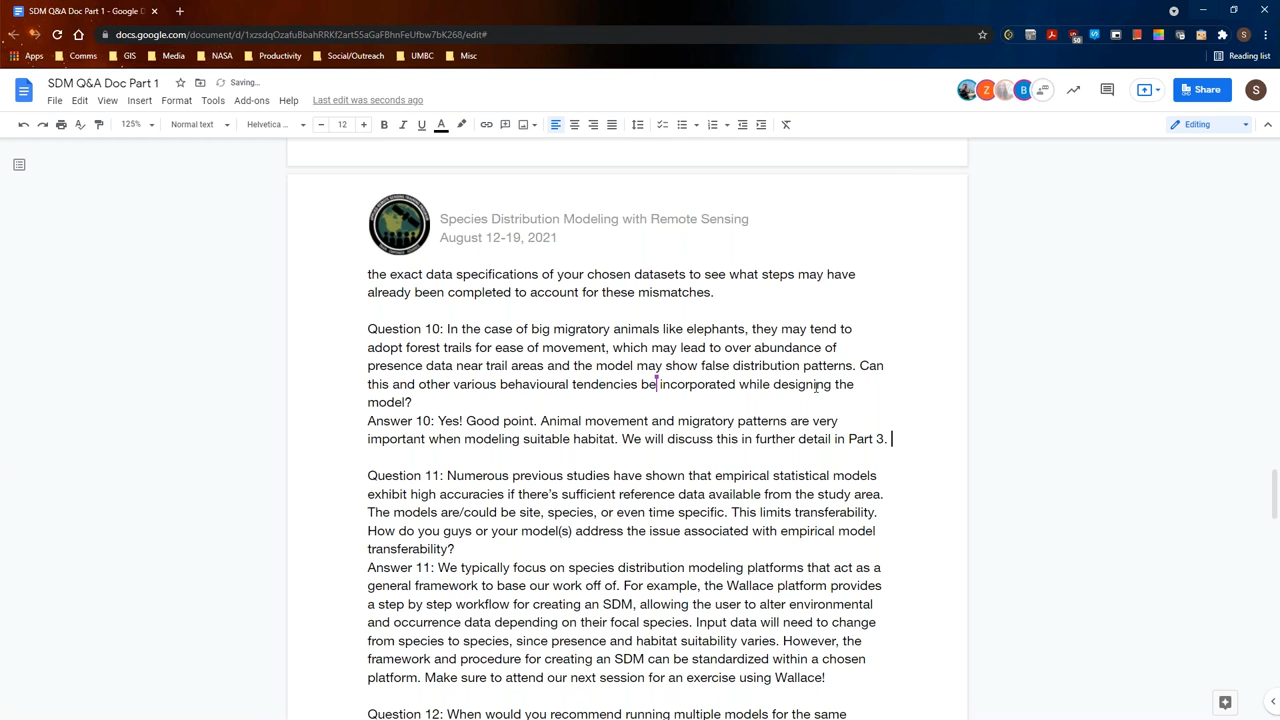 SDM Q&A Doc Part 1 - Google D
docs.google.com/document/d/1xzsdqOzafuBbahRRKf2art55aGaFBhnFeUfbw7bK268/edit#
Apps Comms GIS Media NASA Productivity Social/Outreach UMBC Misc Reading list
SDM Q&A Doc Part 1 Saving...
File Edit View Insert Format Tools Add-ons Help Last edit was seconds ago
Z B Share S
125% Normal text Helvetica ... 12 B I U A Editing
Species Distribution Modeling with Remote Sensing
August 12-19, 2021
the exact data specifications of your chosen datasets to see what steps may have
already been completed to account for these mismatches.
Question 10: In the case of big migratory animals like elephants, they may tend to
adopt forest trails for ease of movement, which may lead to over abundance of
presence data near trail areas and the model may show false distribution patterns. Can
this and other various behavioural tendencies be incorporated while designing the
model?
Answer 10: Yes! Good point. Animal movement and migratory patterns are very
important when modeling suitable habitat. We will discuss this in further detail in Part 3.
Question 11: Numerous previous studies have shown that empirical statistical models
exhibit high accuracies if there's sufficient reference data available from the study area.
The models are/could be site, species, or even time specific. This limits transferability.
How do you guys or your model(s) address the issue associated with empirical model
transferability?
Answer 11: We typically focus on species distribution modeling platforms that act as a
general framework to base our work off of. For example, the Wallace platform provides
a step by step workflow for creating an SDM, allowing the user to alter environmental
and occurrence data depending on their focal species. Input data will need to change
from species to species, since presence and habitat suitability varies. However, the
framework and procedure for creating an SDM can be standardized within a chosen
platform. Make sure to attend our next session for an exercise using Wallace!
Question 12: When would you recommend running multiple models for the same